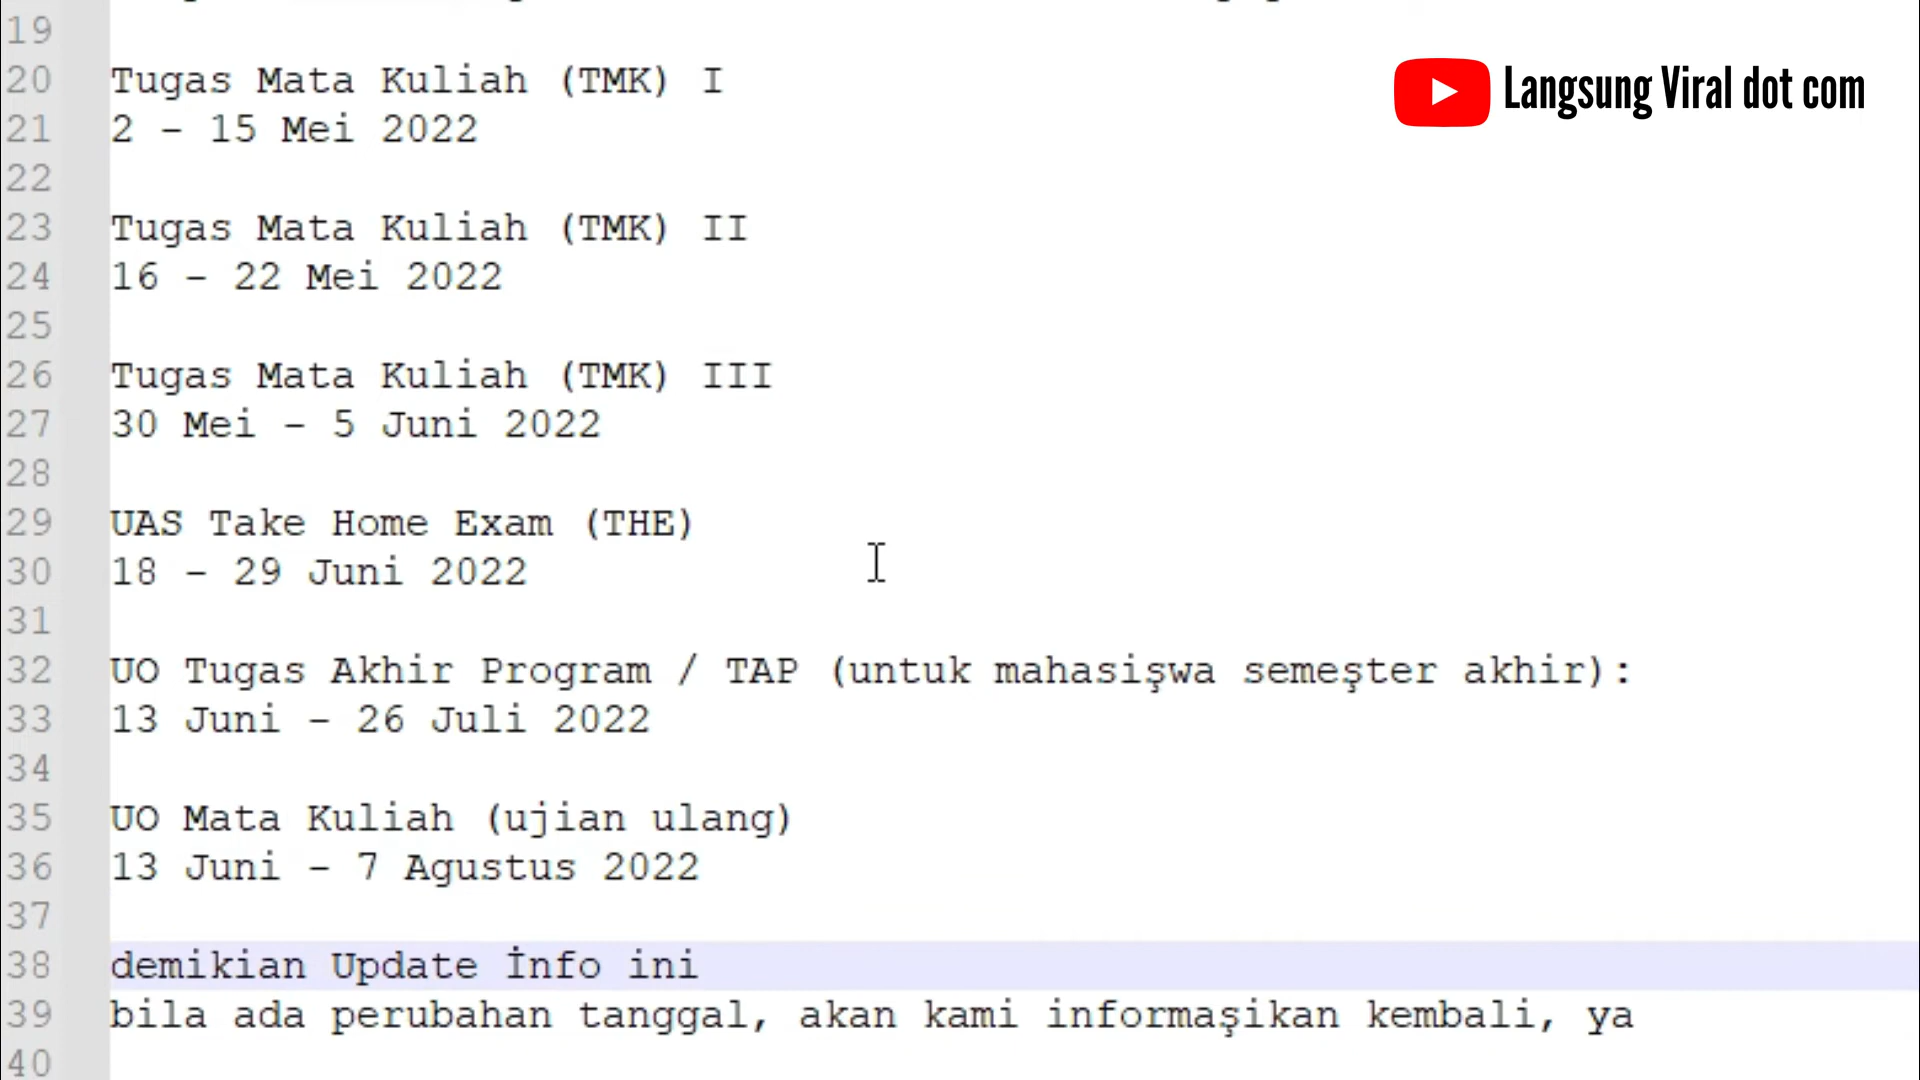 19
20 Tugas Mata Kuliah (TMK) I
Langsung Viral dot com
21 2 - 15 Mei 2022
22
23 Tugas Mata Kuliah (TMK) II
24 16 - 22 Mei 2022
25
26 Tugas Mata Kuliah (TMK) III
27 30 Mei - 5 Juni 2022
28
29 UAS Take Home Exam (THE)
30 18 - 29 Juni 2022
31
32 UO Tugas Akhir Program / TAP (untuk mahasişwa semeşter akhir):
33 13 Juni - 26 Juli 2022
34
35 UO Mata Kuliah (ujian ulang)
36 13 Juni - 7 Agustus 2022
37
38 demikian Update İnfo ini
39 bila ada perubahan tanggal, akan kami informaşikan kembali, ya
40